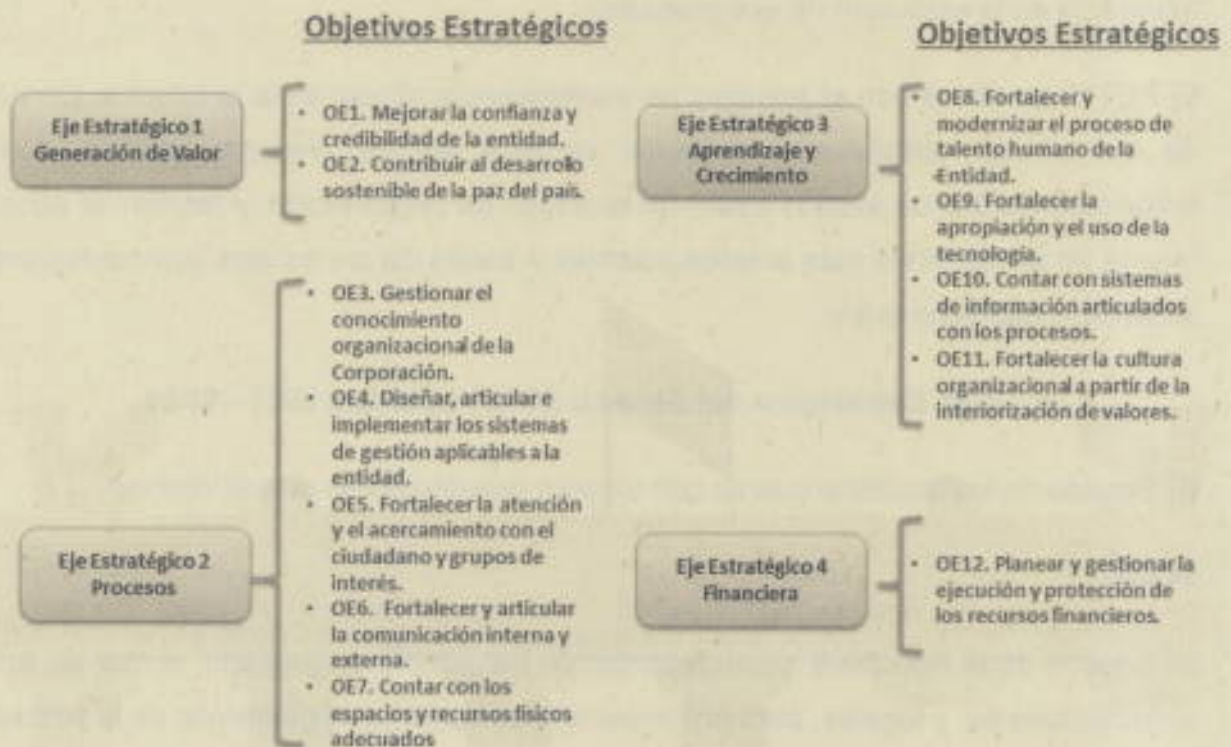 Objetivos Estratégicos
Eje Estratégico 1
Generación de Valor
• OE1. Mejorar la confianza y
credibilidad de la entidad.
• OE2. Contribuir al desarrollo
sostenible de la paz del país.
Eje Estratégico 2
Procesos
• OE3. Gestionar el
conocimiento
organizacional de la
Corporación.
• OE4. Diseñar, articular e
implementar los sistemas
de gestión aplicables a la
entidad.
• OE5. Fortalecer la atención
y el acercamiento con el
ciudadano y grupos de
interés.
• OE6. Fortalecer y articular
la comunicación interna y
externa.
• OE7. Contar con los
espacios y recursos físicos
adecuados
Objetivos Estratégicos
Eje Estratégico 3
Aprendizaje y
Crecimiento
• OE8. Fortalecer y
modernizar el proceso de
talento humano de la
Entidad.
• OE9. Fortalecer la
apropiación y el uso de la
tecnología.
• OE10. Contar con sistemas
de información articulados
con los procesos.
• OE11. Fortalecer la cultura
organizacional a partir de la
interiorización de valores.
Eje Estratégico 4
Financiera
• OE12. Planear y gestionar la
ejecución y protección de
los recursos financieros.